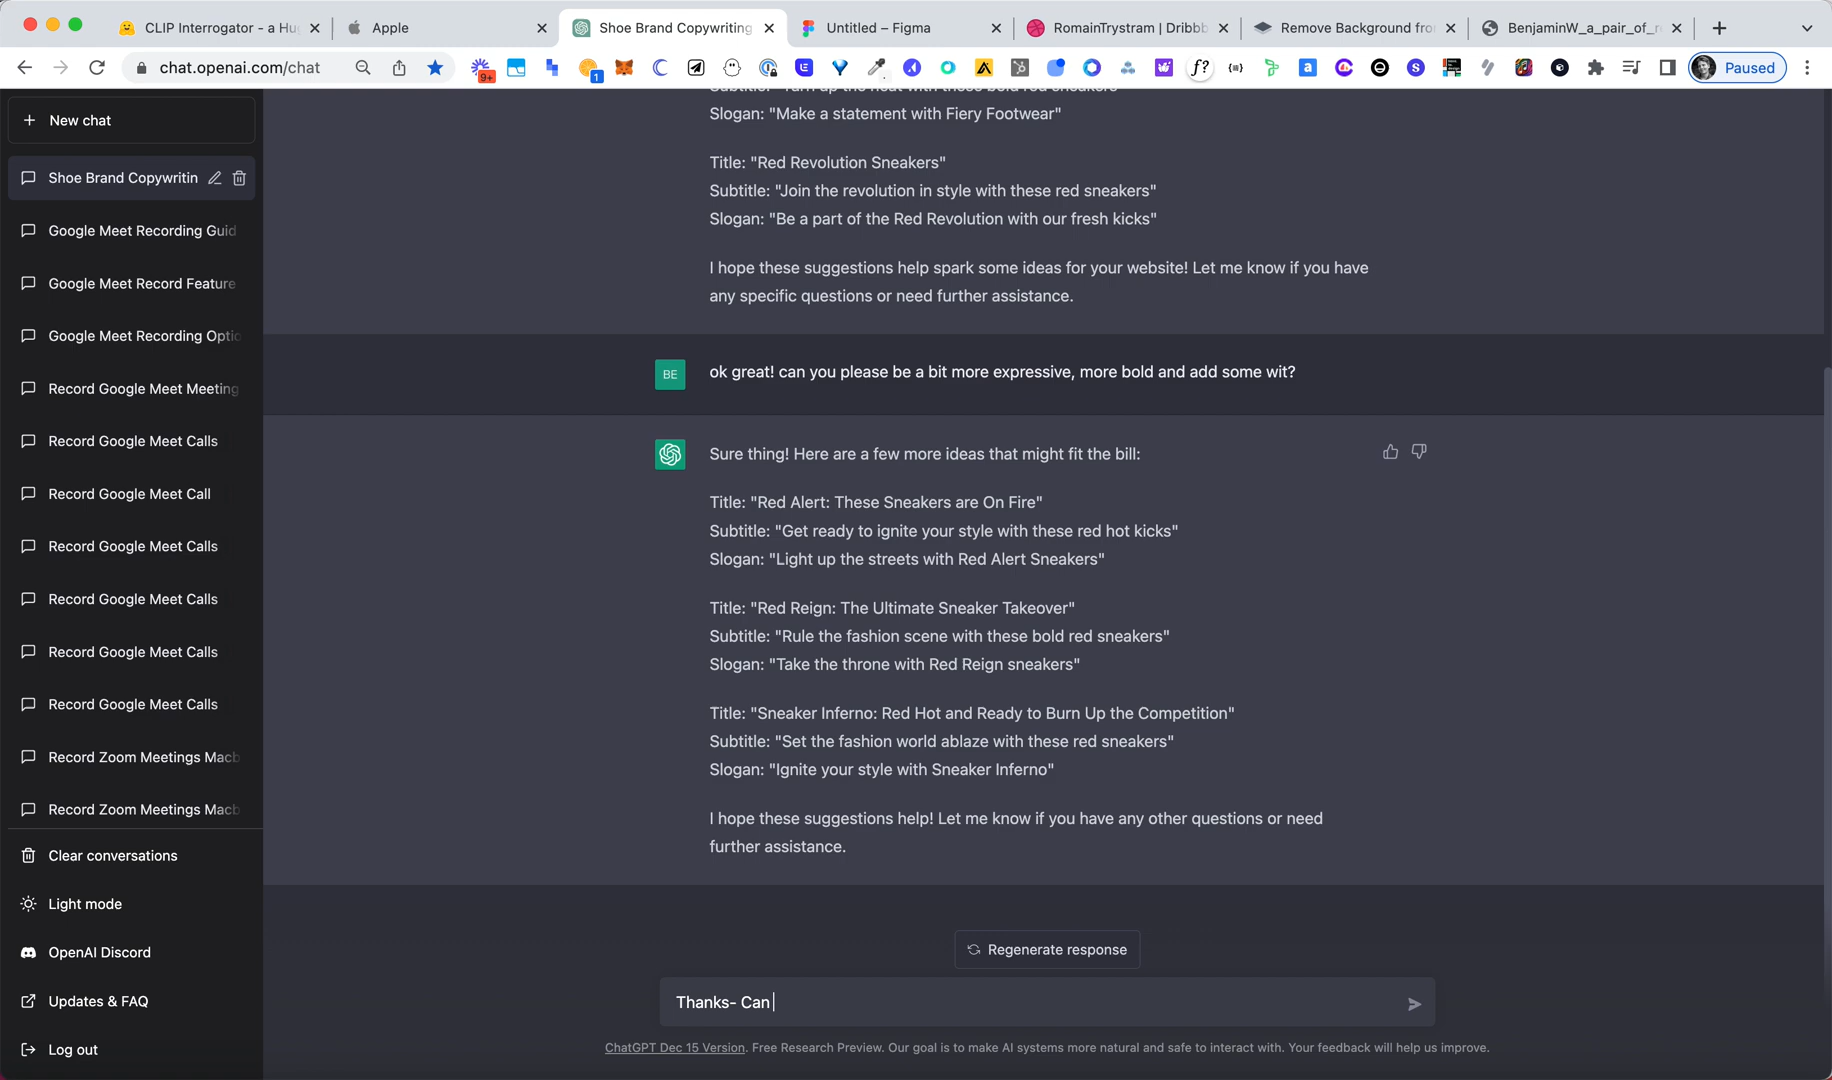 CLIP Interrogator - a Hu
Apple
Shoe Brand Copywriting
Untitled – Figma
RomainTrystram | Dribbb
Remove Background fro
BenjaminW_a_pair_of_r
chat.openai.com/chat
9+
1
f?
Paused
New chat
Shoe Brand Copywritin
Google Meet Recording Guid
Google Meet Record Feature
Google Meet Recording Optio
Record Google Meet Meeting
Record Google Meet Calls
Record Google Meet Call
Record Google Meet Calls
Record Google Meet Calls
Record Google Meet Calls
Record Google Meet Calls
Record Zoom Meetings Macb
Record Zoom Meetings Macb
Clear conversations
Light mode
OpenAI Discord
Updates & FAQ
Log out
Subtitle: "Turn up the heat with these bold red sneakers"
Slogan: "Make a statement with Fiery Footwear"
Title: "Red Revolution Sneakers"
Subtitle: "Join the revolution in style with these red sneakers"
Slogan: "Be a part of the Red Revolution with our fresh kicks"
I hope these suggestions help spark some ideas for your website! Let me know if you have
any specific questions or need further assistance.
BE
ok great! can you please be a bit more expressive, more bold and add some wit?
Sure thing! Here are a few more ideas that might fit the bill:
Title: "Red Alert: These Sneakers are On Fire"
Subtitle: "Get ready to ignite your style with these red hot kicks"
Slogan: "Light up the streets with Red Alert Sneakers"
Title: "Red Reign: The Ultimate Sneaker Takeover"
Subtitle: "Rule the fashion scene with these bold red sneakers"
Slogan: "Take the throne with Red Reign sneakers"
Title: "Sneaker Inferno: Red Hot and Ready to Burn Up the Competition"
Subtitle: "Set the fashion world ablaze with these red sneakers"
Slogan: "Ignite your style with Sneaker Inferno"
I hope these suggestions help! Let me know if you have any other questions or need
further assistance.
Regenerate response
Thanks- Can
ChatGPT Dec 15 Version. Free Research Preview. Our goal is to make AI systems more natural and safe to interact with. Your feedback will help us improve.